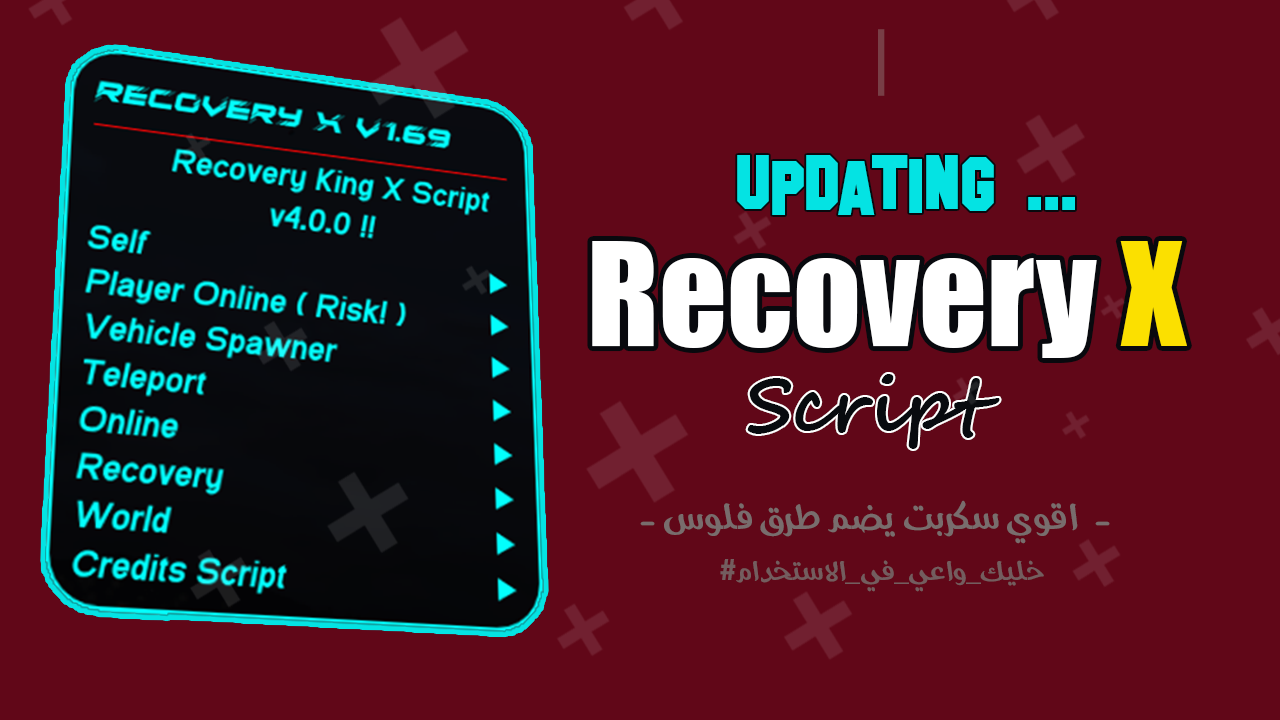 RECOVERY X V1.69
Recovery King X Script
v4.0.0 !!
Self
Player Online ( Risk! )
Vehicle Spawner
Teleport
Online
Recovery
World
Credits Script
UPDATING ...
Recovery X
Script
- اقوي سكربت يضم طرق فلوس -
#خليك_واعي_في_الاستخدام